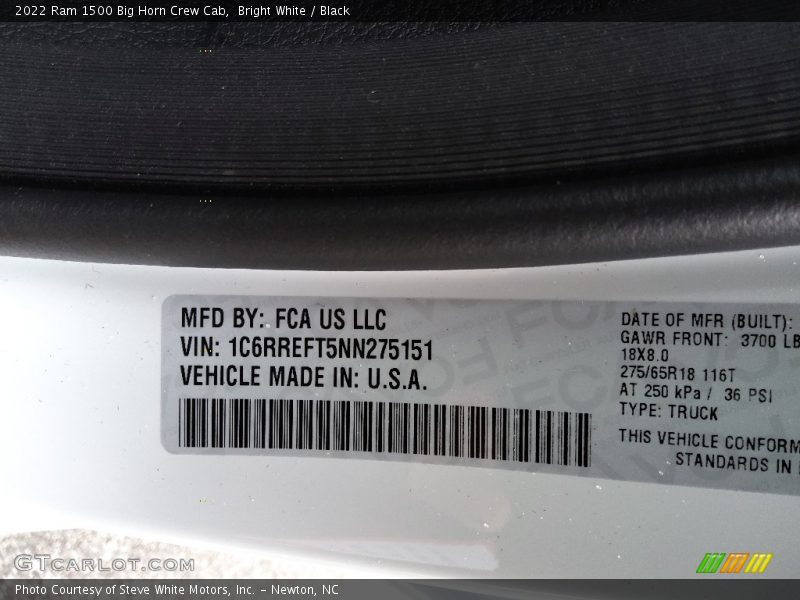 2022 Ram 1500 Big Horn Crew Cab,  Bright White / Black
MFD BY: FCA US LLC
VIN: 1C6RREFT5NN275151
VEHICLE MADE IN: U.S.A.
DATE OF MFR (BUILT):
GAWR FRONT: 3700 LB
18X8.0
275/65R18 116T
AT 250 kPa / 36 PSI
TYPE: TRUCK
THIS VEHICLE CONFORM
STANDARDS IN
GTCARLOT.COM
Photo Courtesy of Steve White Motors, Inc. – Newton, NC